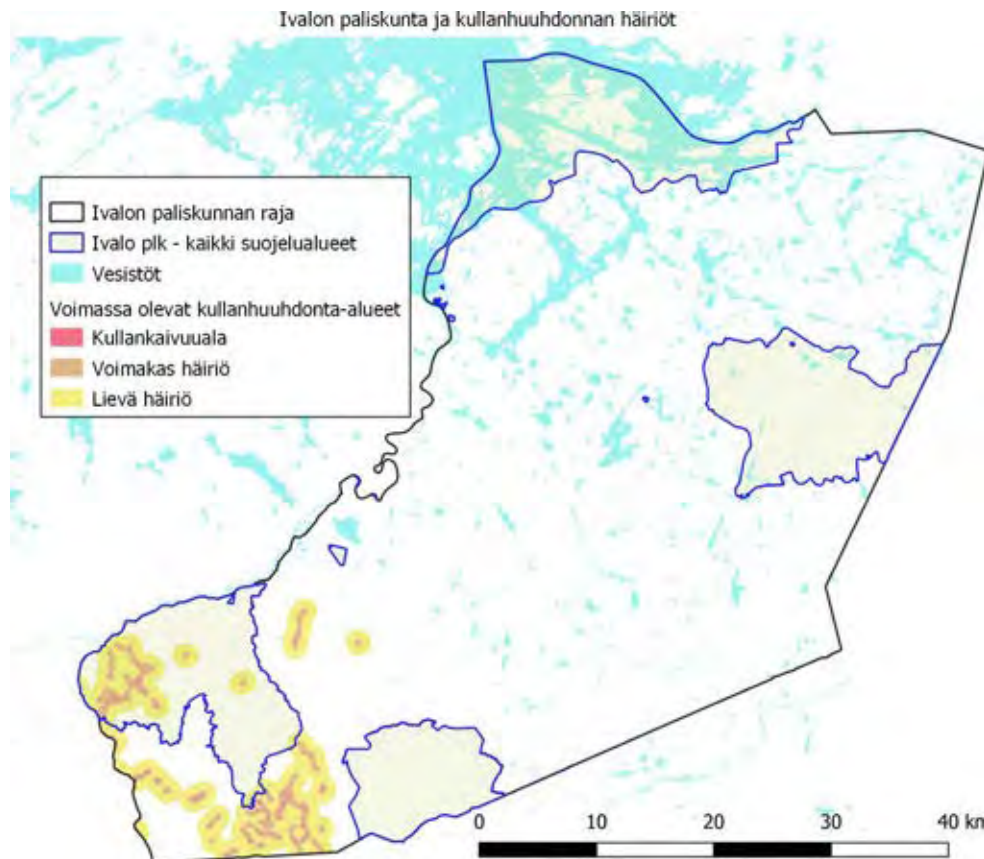 Ivalon paliskunta ja kullanhuuhdonnan häiriöt
Ivalon paliskunnan raja
Ivalo plk - kaikki suojelualueet
Vesistöt
Voimassa olevat kullanhuuhdonta-alueet
Kullankaivuuala
Voimakas häiriö
Lievä häiriö
0 10 20 30 40 km